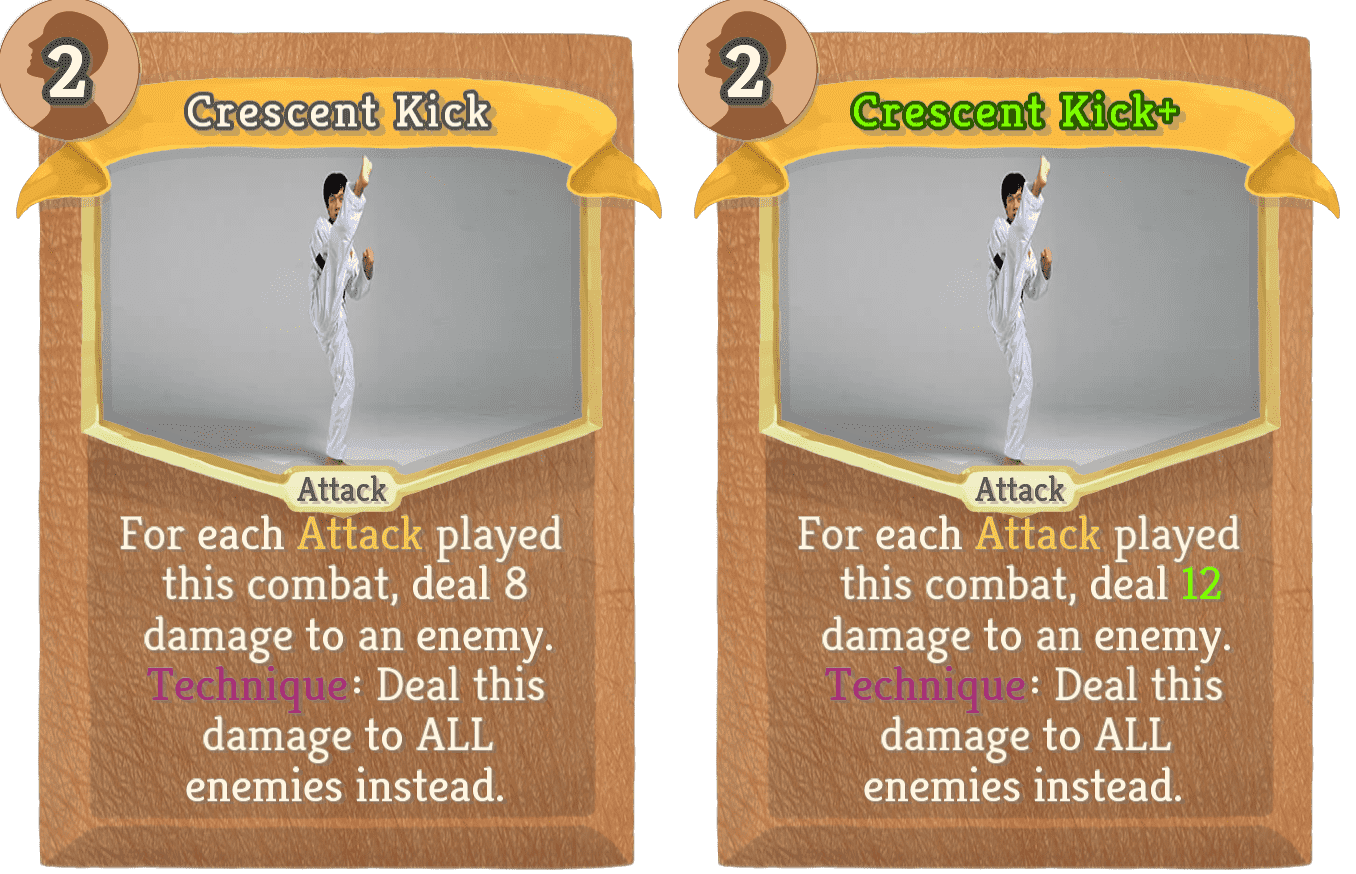 2
Crescent Kick
Attack
For each Attack played
this combat, deal 8
damage to an enemy.
Technique: Deal this
damage to ALL
enemies instead.
2
Crescent Kick+
Attack
For each Attack played
this combat, deal 12
damage to an enemy.
Technique: Deal this
damage to ALL
enemies instead.